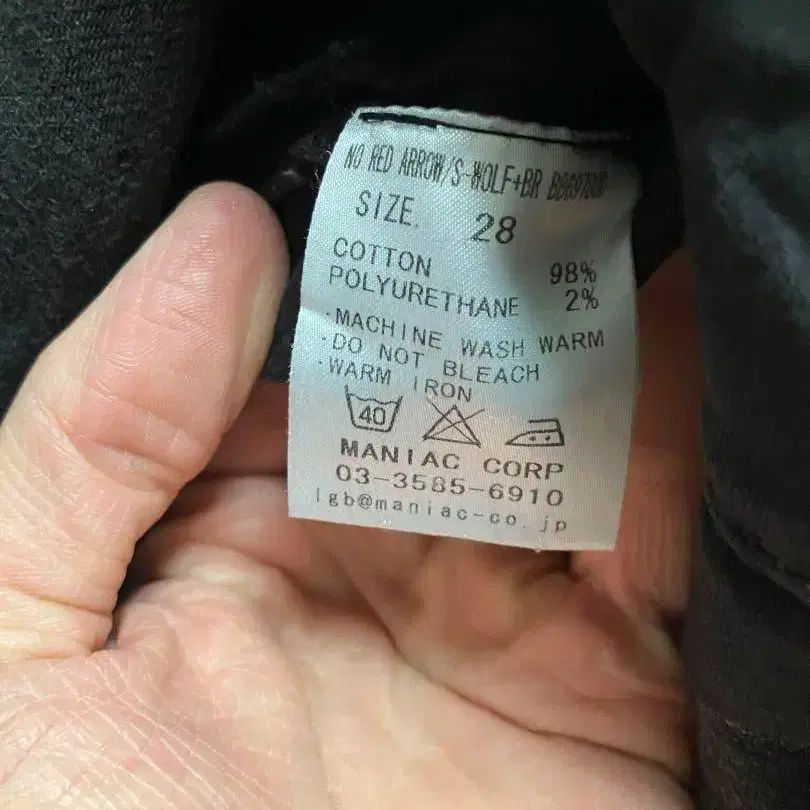 NO RED ARROW/S-WOLF+BR
SIZE. 28
COTTON 98%
POLYURETHANE 2%
·MACHINE WASH WARM
·DO NOT BLEACH
·WARM IRON
40
MANIAC CORP
03-3585-6910
lgb@maniac-co.jp